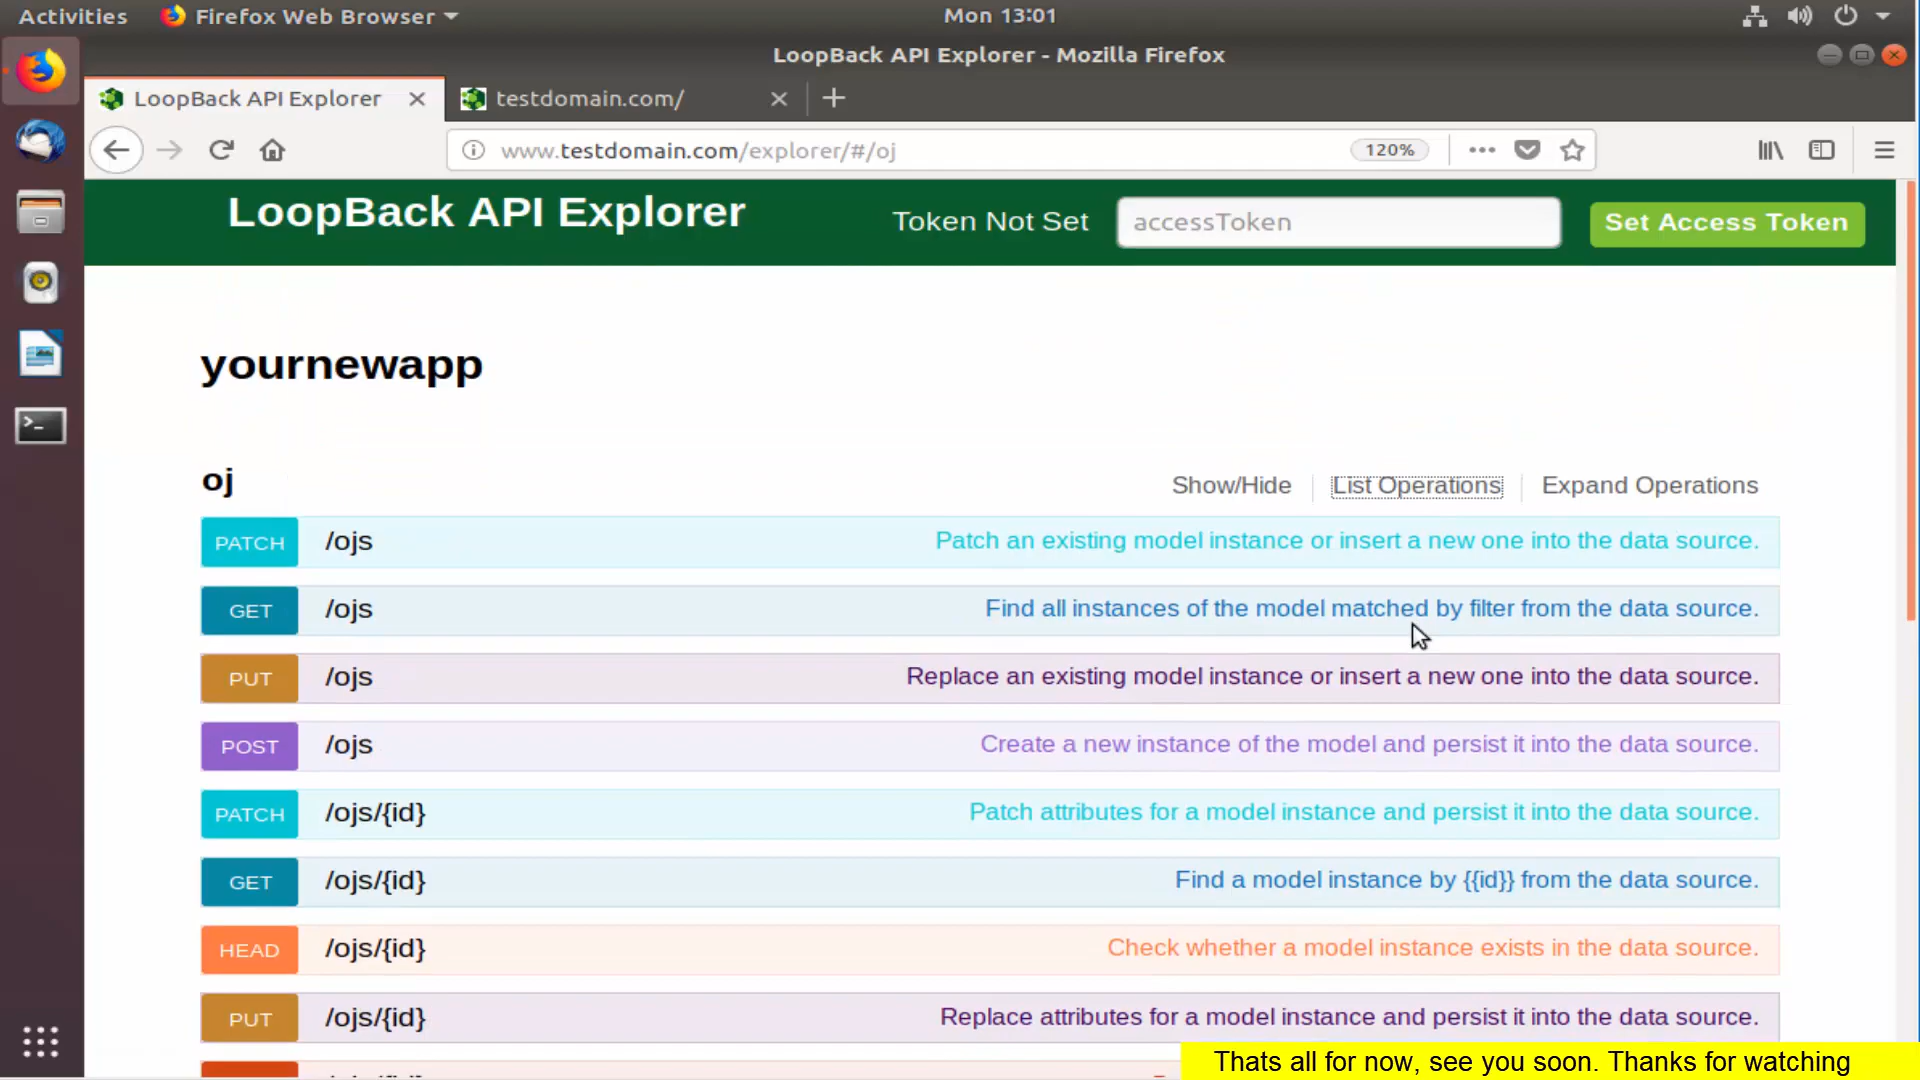 Activities Firefox Web Browser Mon 13:01
LoopBack API Explorer - Mozilla Firefox
LoopBack API Explorer testdomain.com/
www.testdomain.com/explorer/#/oj 120%
LoopBack API Explorer Token Not Set accessToken Set Access Token
yournewapp
oj Show/Hide List Operations Expand Operations
PATCH /ojs Patch an existing model instance or insert a new one into the data source.
GET /ojs Find all instances of the model matched by filter from the data source.
PUT /ojs Replace an existing model instance or insert a new one into the data source.
POST /ojs Create a new instance of the model and persist it into the data source.
PATCH /ojs/{id} Patch attributes for a model instance and persist it into the data source.
GET /ojs/{id} Find a model instance by {{id}} from the data source.
HEAD /ojs/{id} Check whether a model instance exists in the data source.
PUT /ojs/{id} Replace attributes for a model instance and persist it into the data source.
Thats all for now, see you soon. Thanks for watching